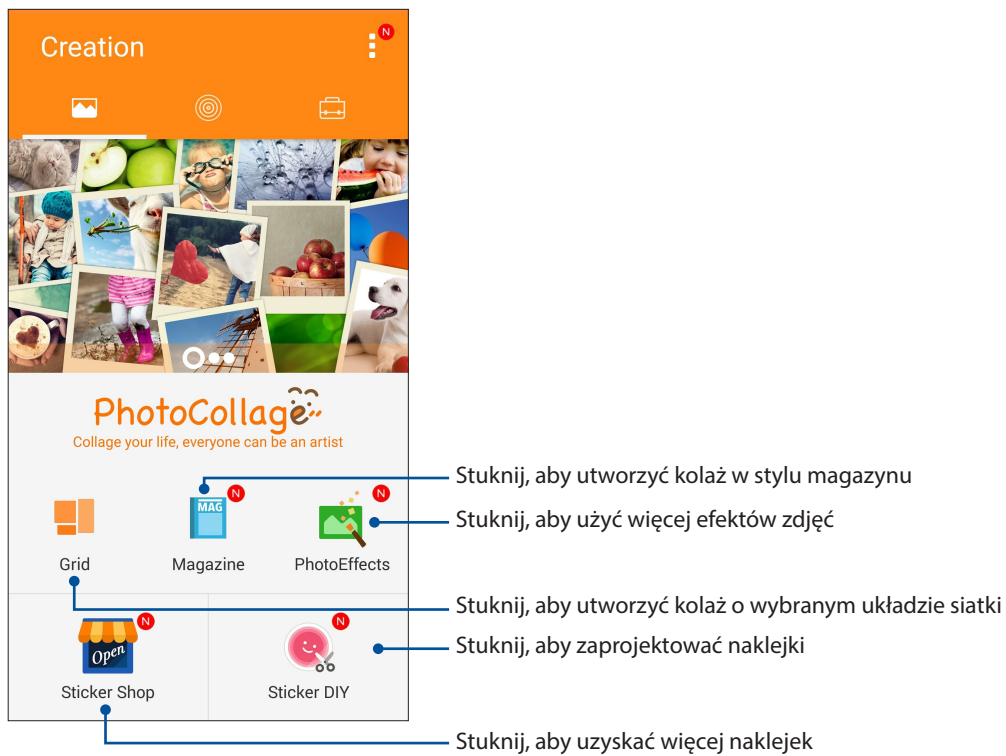 Creation
N
PhotoCollage
Collage your life, everyone can be an artist
Stuknij, aby utworzyć kolaż w stylu magazynu
MAG
N
N
Stuknij, aby użyć więcej efektów zdjęć
Grid
Magazine
PhotoEffects
Stuknij, aby utworzyć kolaż o wybranym układzie siatki
N
N
Open
Stuknij, aby zaprojektować naklejki
Sticker Shop
Sticker DIY
Stuknij, aby uzyskać więcej naklejek